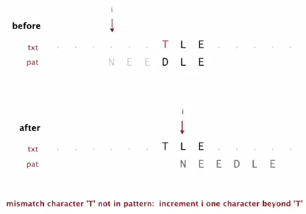 i
before
txt . . . . . . T L E . . . . . .
pat N E E D L E
i
after
txt . . . . . . T L E . . . . . .
pat N E E D L E
mismatch character 'T' not in pattern: increment i one character beyond 'T'